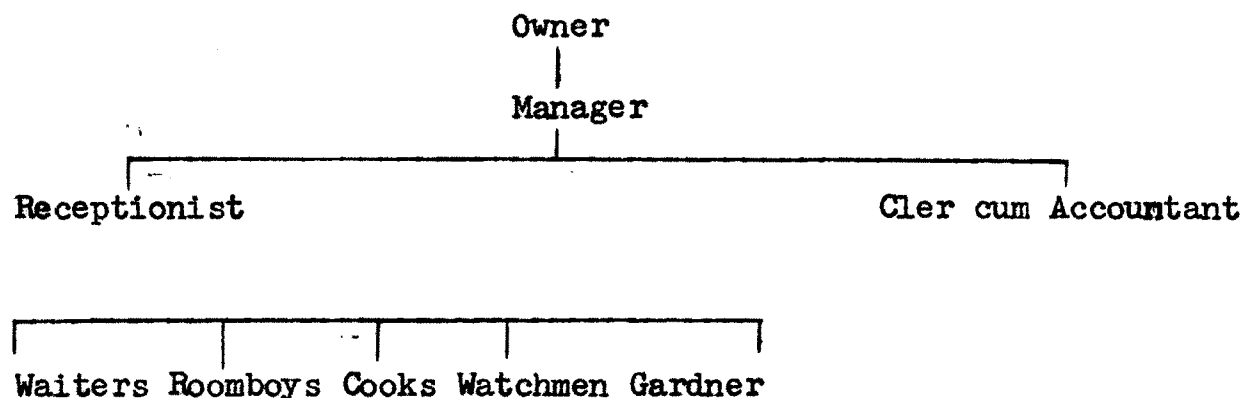 Owner
Manager
Receptionist Cler cum Accountant
Waiters Roomboys Cooks Watchmen Gardner